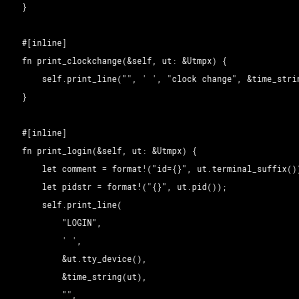 }
#[inline]
fn print_clockchange(&self, ut: &Utmpx) {
self.print_line("", ' ', "clock change", &time_strin
}
#[inline]
fn print_login(&self, ut: &Utmpx) {
let comment = format!("id={}", ut.terminal_suffix()
let pidstr = format!("{}", ut.pid());
self.print_line(
"LOGIN",
' ',
&ut.tty_device(),
&time_string(ut),
"",